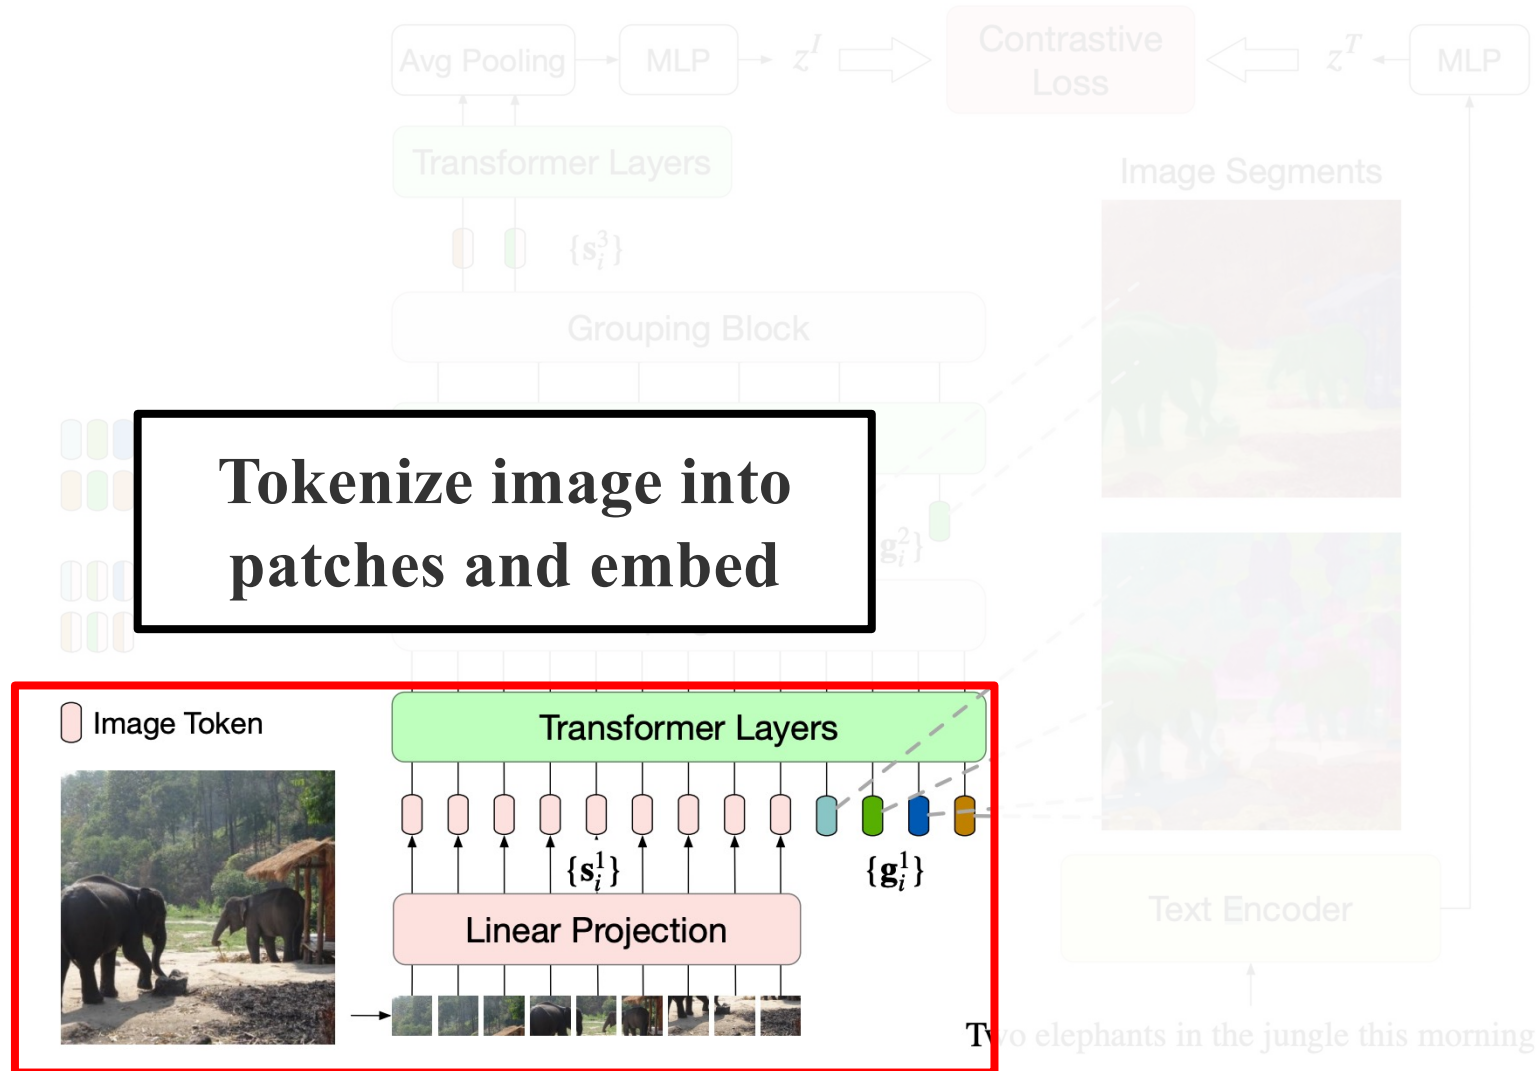 Avg Pooling
MLP
z^I
Contrastive
Loss
z^T
MLP
Transformer Layers
Image Segments
{s_i^3}
Grouping Block
Tokenize image into
patches and embed
g_i^2}
Image Token
Transformer Layers
{s_i^1}
{g_i^1}
Linear Projection
Text Encoder
Two elephants in the jungle this morning